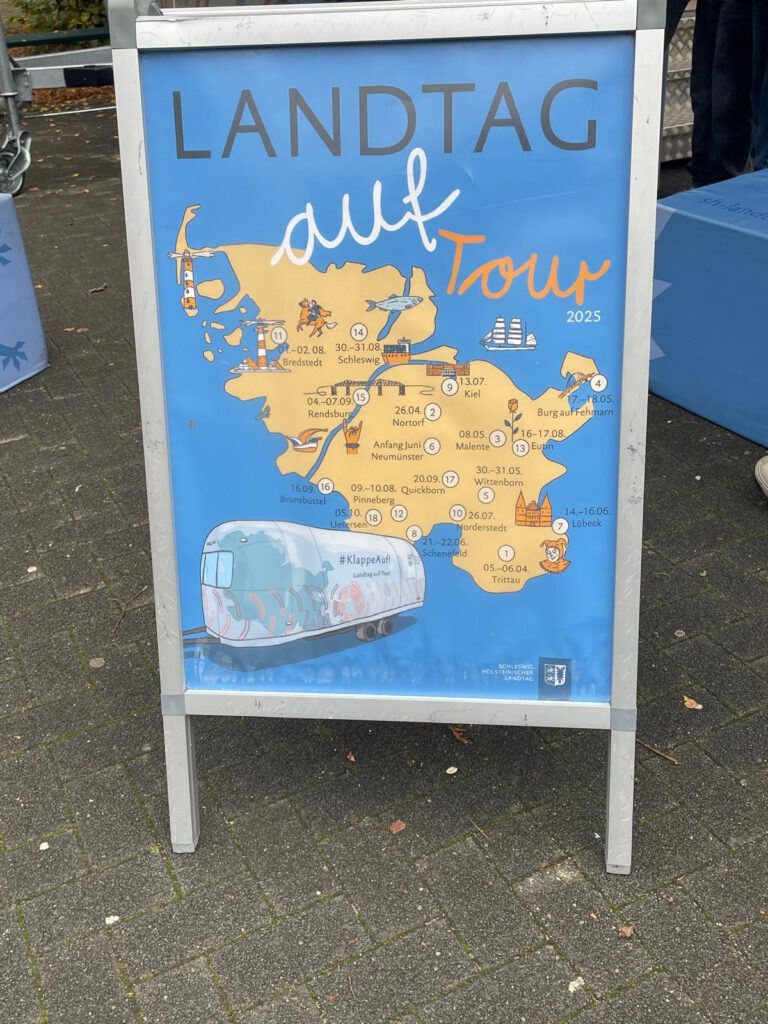 LANDTAG
auf
Tour
2025
11
01.–02.08.
Bredstedt
14
30.–31.08.
Schleswig
9
13.07.
Kiel
4
17.–18.05.
Burg auf Fehmarn
15
04.–07.09.
Rendsburg
26.04.
Nortorf
2
Anfang Juni
Neumünster
6
08.05.
Malente
3
16.–17.08.
Eutin
13
16
16.09.
Brunsbüttel
09.–10.08.
Pinneberg
12
20.09.
Quickborn
17
30.–31.05.
Wittenborn
5
05.10.
Uetersen
18
10
26.07.
Norderstedt
14.–16.06.
Lübeck
7
8
21.–22.06.
Schenefeld
1
05.–06.04.
Trittau
#KlappeAuf!
Landtag auf Tour
SCHLESWIG-
HOLSTEINISCHER
LANDTAG